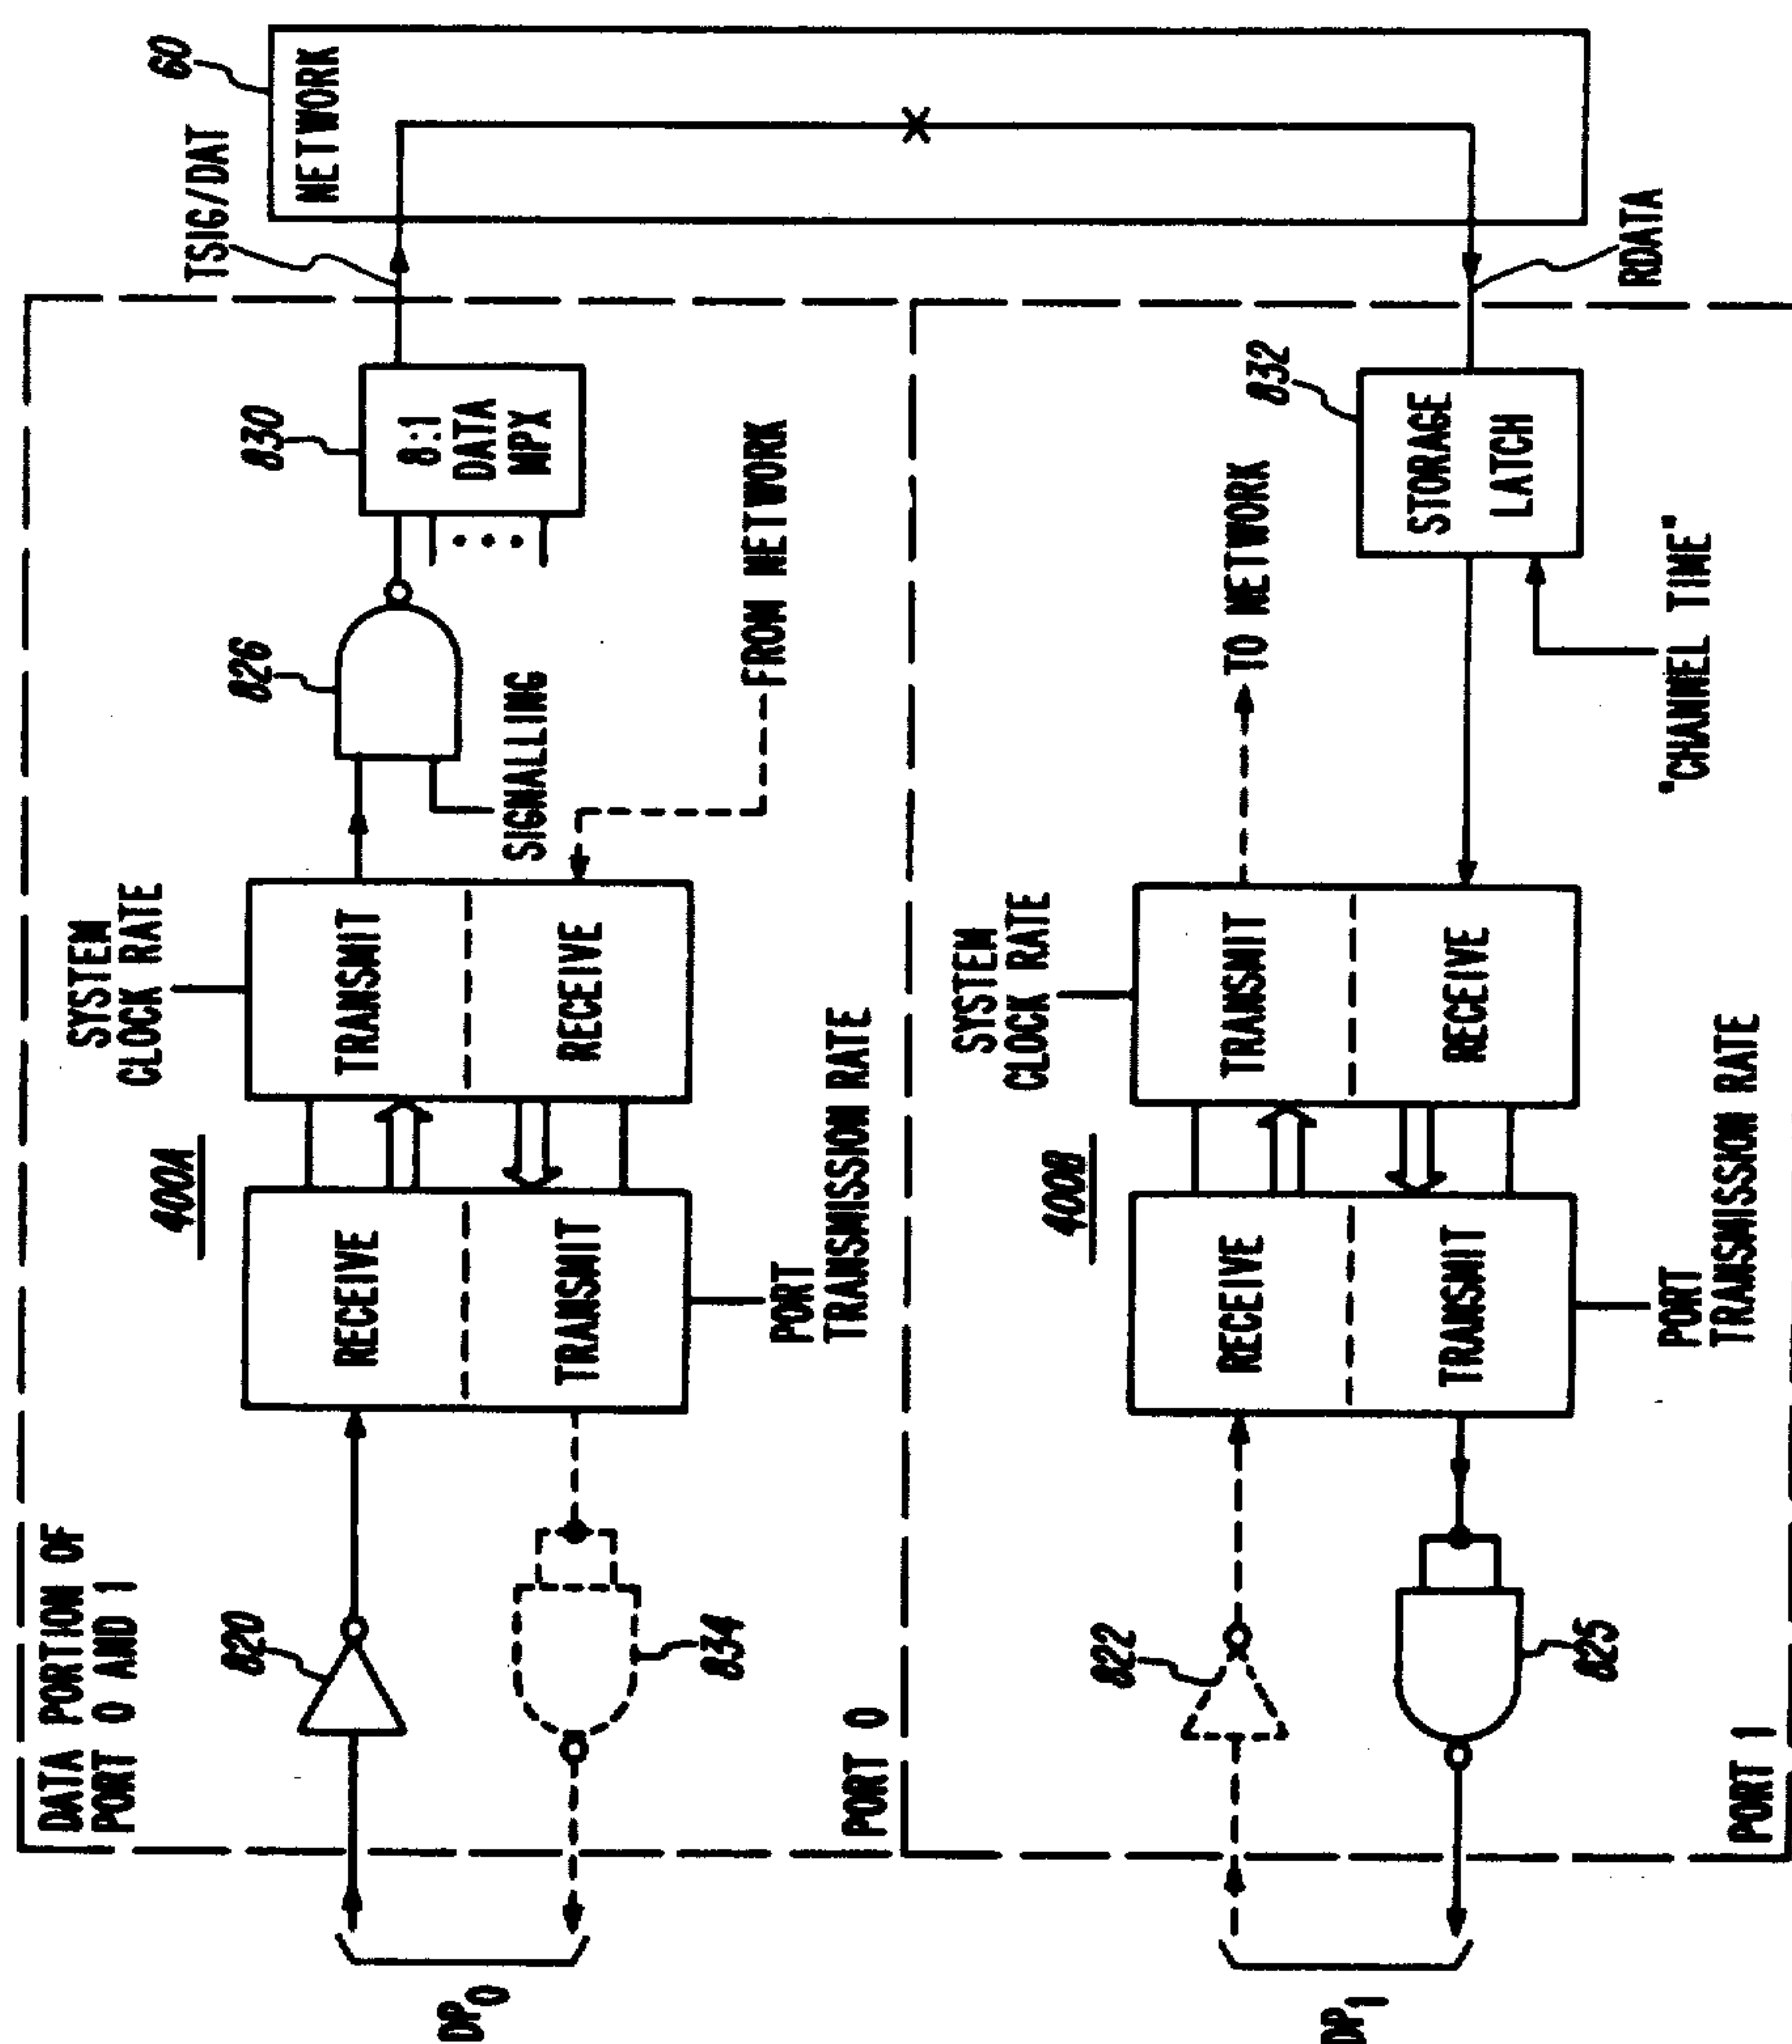 DATA PORTION OF
PORT 0 AND 1
820
400A
SYSTEM
CLOCK RATE
826
830
TSIG/DAT
60
NETWORK
RECEIVE
TRANSMIT
TRANSMIT
RECEIVE
8:1
DATA
MPX
SIGNALLING
FROM NETWORK
834
PORT
TRANSMISSION RATE
DP0
PORT 0
822
400B
SYSTEM
CLOCK RATE
TO NETWORK
832
RECEIVE
TRANSMIT
TRANSMIT
RECEIVE
STORAGE
LATCH
RDATA
825
PORT
TRANSMISSION RATE
"CHANNEL TIME"
DP1
PORT 1